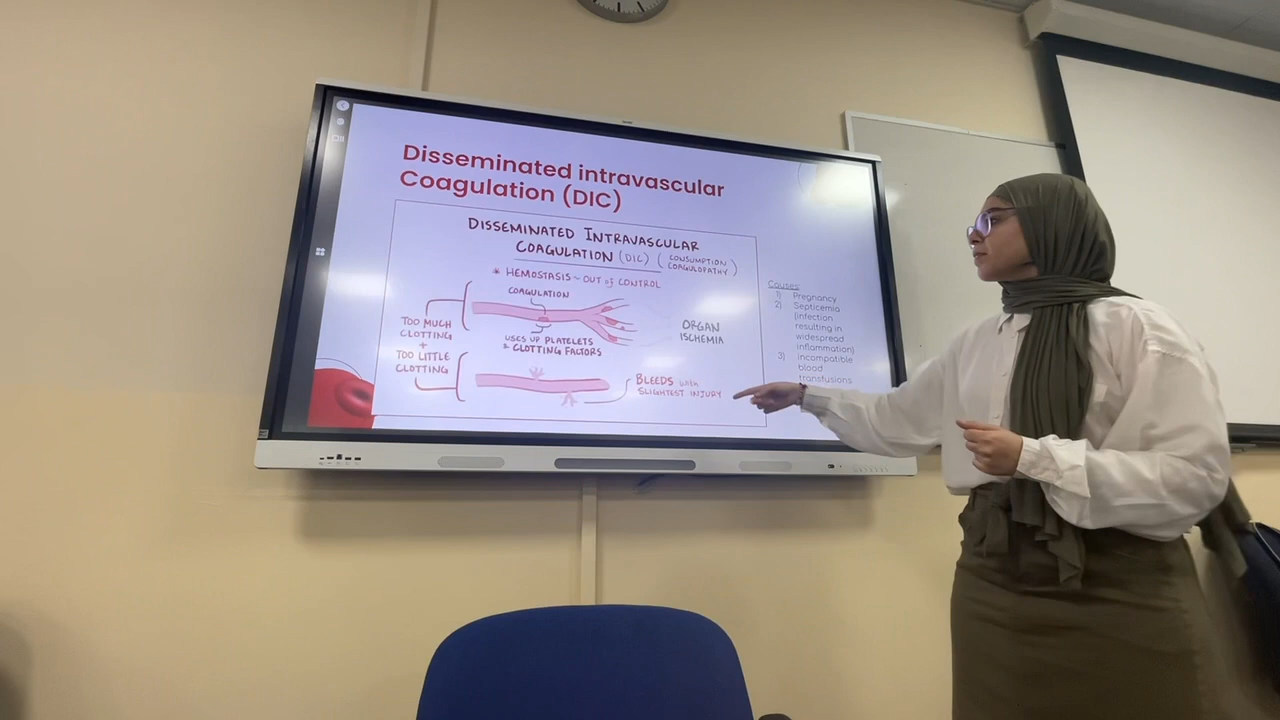 Disseminated intravascular
Coagulation (DIC)
DISSEMINATED INTRAVASCULAR
COAGULATION (DIC) (CONSUMPTION
COAGULOPATHY)
* HEMOSTASIS ~ OUT of CONTROL
COAGULATION
TOO MUCH
CLOTTING
+
TOO LITTLE
CLOTTING
USES UP PLATELETS
& CLOTTING FACTORS
ORGAN
ISCHEMIA
BLEEDS with
SLIGHTEST INJURY
Causes:
1) Pregnancy
2) Septicemia
(infection
resulting in
widespread
inflammation)
3) Incompatible
blood
transfusions